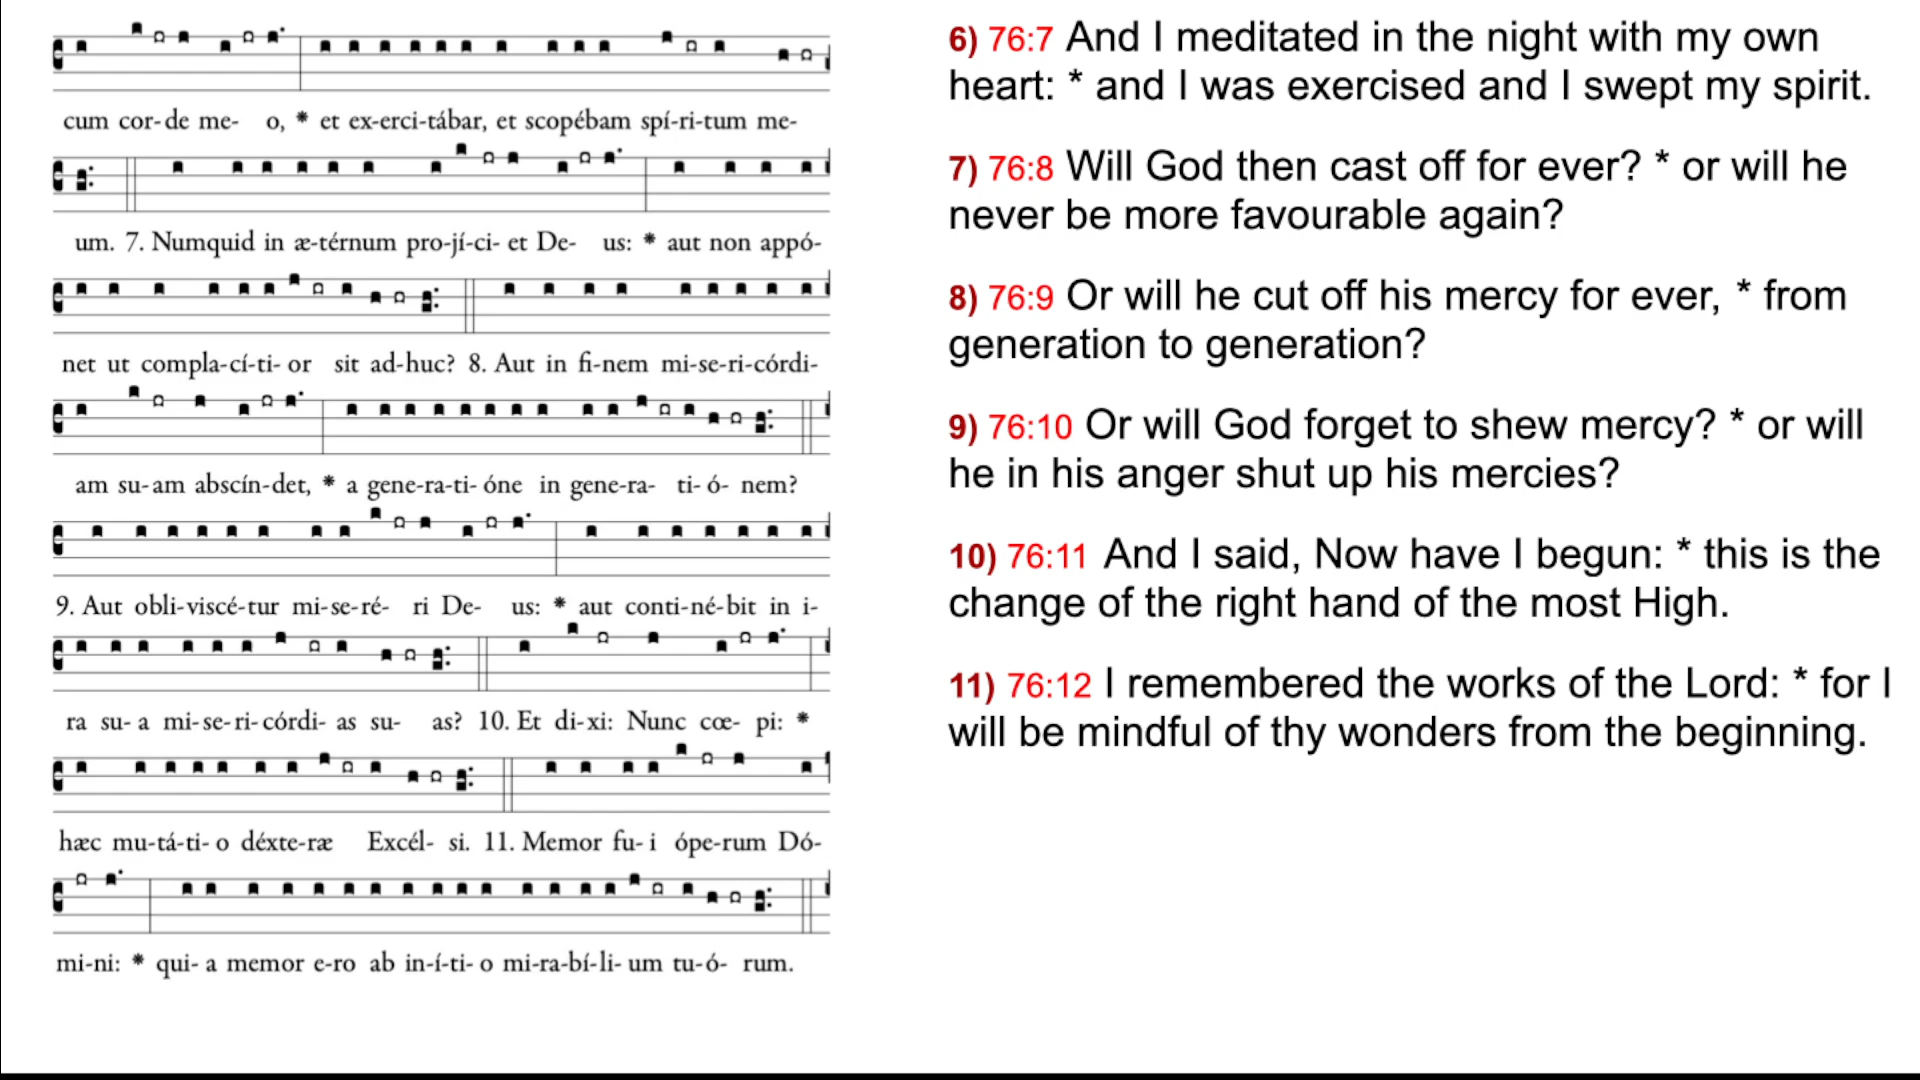 cum cor-de me- o, * et ex-erci-tábar, et scopébam spí-ri-tum me-
um. 7. Numquid in æ-térnum pro-jí-ci- et De- us: * aut non appó-
net ut compla-cí-ti- or sit ad-huc? 8. Aut in fi-nem mi-se-ri-córdi-
am su-am abscín-det, * a gene-ra-ti- óne in gene-ra- ti- ó- nem?
9. Aut obli-viscé-tur mi-se-ré- ri De- us: * aut conti-né-bit in i-
ra su- a mi-se-ri-córdi- as su- as? 10. Et di-xi: Nunc cœ- pi: *
hæc mu-tá-ti- o déxte-ræ Excél- si. 11. Memor fu- i ópe-rum Dó-
mi-ni: * qui- a memor e-ro ab in-í-ti- o mi-ra-bí-li- um tu-ó- rum.
6) 76:7 And I meditated in the night with my own
heart: * and I was exercised and I swept my spirit.
7) 76:8 Will God then cast off for ever? * or will he
never be more favourable again?
8) 76:9 Or will he cut off his mercy for ever, * from
generation to generation?
9) 76:10 Or will God forget to shew mercy? * or will
he in his anger shut up his mercies?
10) 76:11 And I said, Now have I begun: * this is the
change of the right hand of the most High.
11) 76:12 I remembered the works of the Lord: * for I
will be mindful of thy wonders from the beginning.